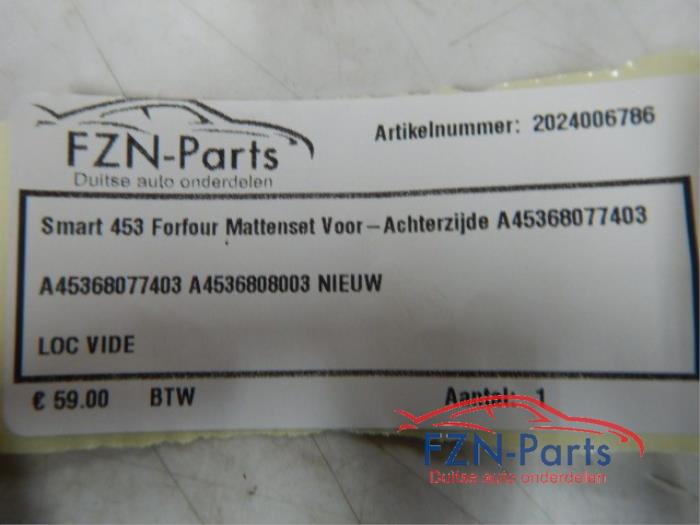 FZN-Parts
Duitse auto onderdelen
Artikelnummer: 2024006786
Smart 453 Forfour Mattenset Voor-Achterzijde A45368077403
A45368077403 A4536808003 NIEUW
LOC VIDE
€ 59.00 BTW Aantal: 1
FZN-Parts
Duitse auto onderdelen